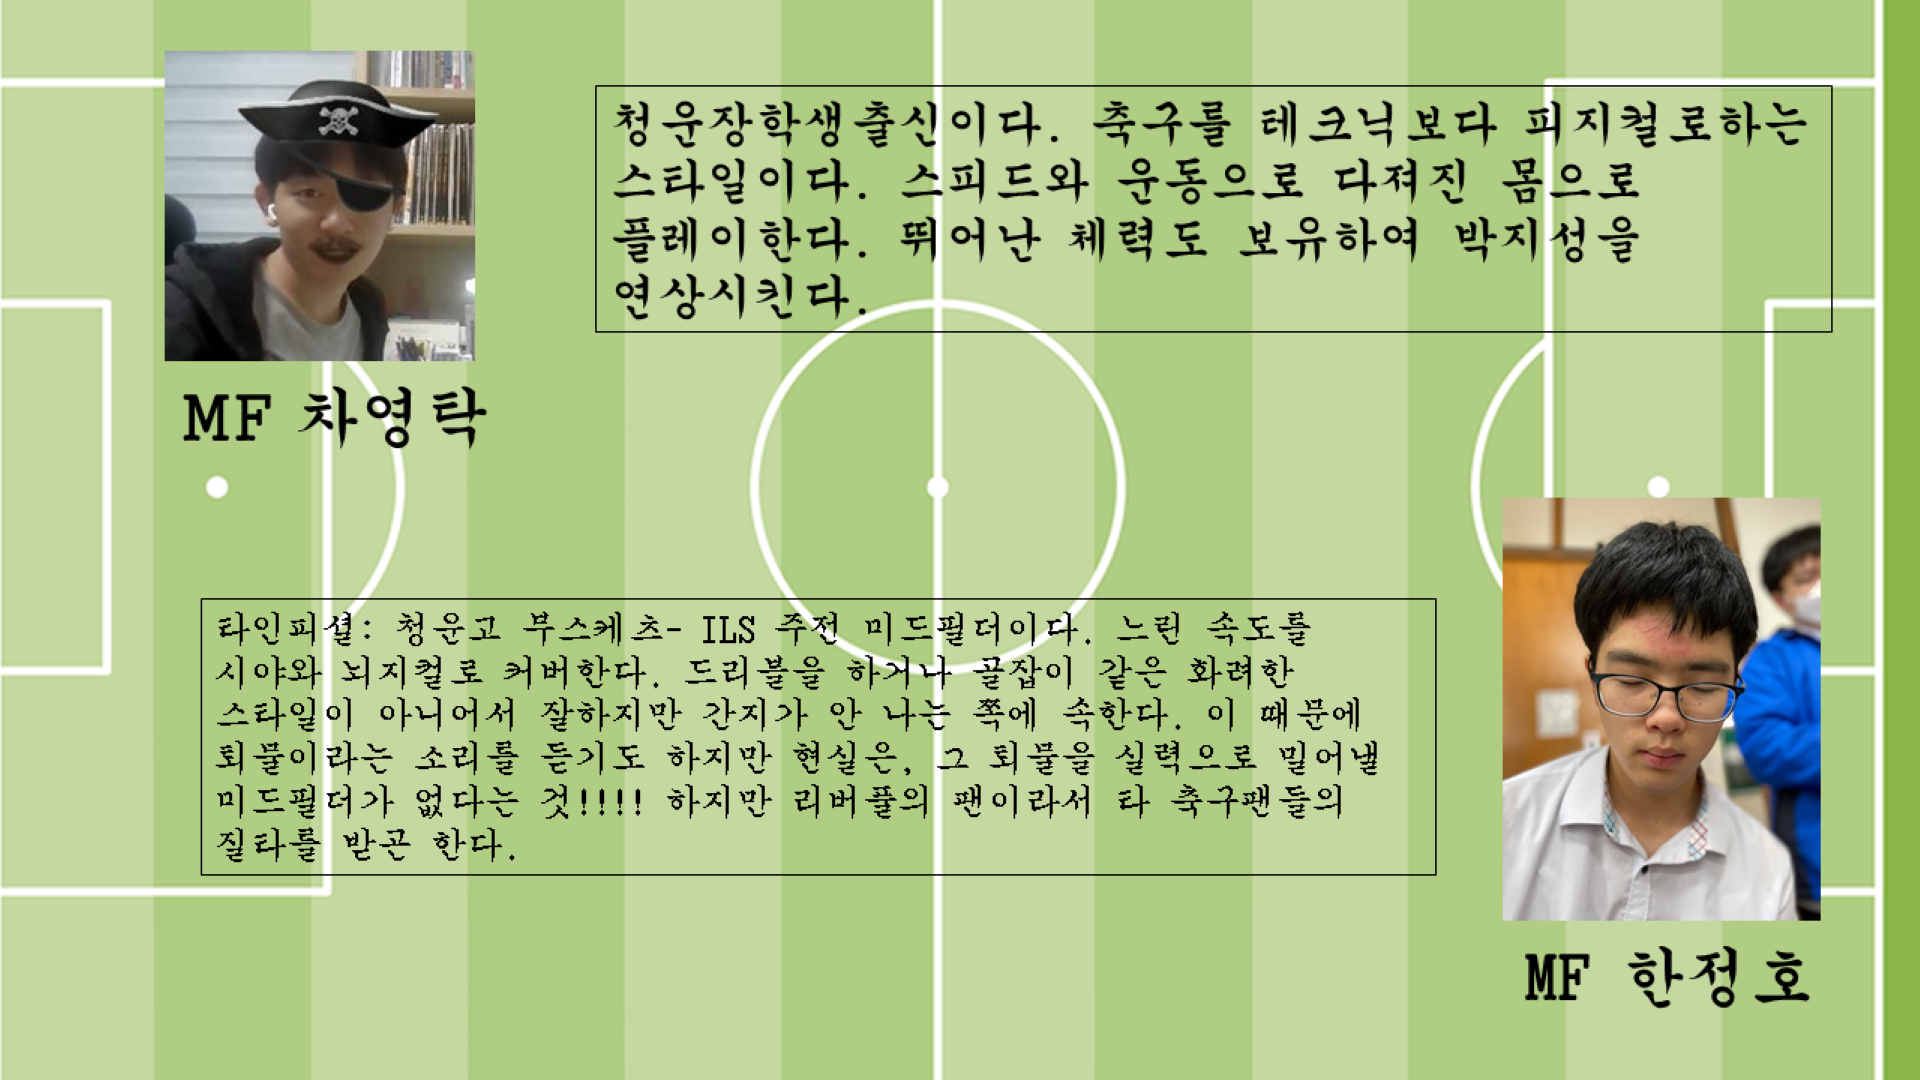 청운장학생출신이다. 축구를 테크닉보다 피지컬로하는
스타일이다. 스피드와 운동으로 다져진 몸으로
플레이한다. 뛰어난 체력도 보유하여 박지성을
연상시킨다.
MF 차영탁
타인피셜: 청운고 부스케츠- ILS 주전 미드필더이다. 느린 속도를
시야와 뇌지컬로 커버한다. 드리블을 하거나 골잡이 같은 화려한
스타일이 아니어서 잘하지만 간지가 안 나는 쪽에 속한다. 이 때문에
퇴물이라는 소리를 듣기도 하지만 현실은, 그 퇴물을 실력으로 밀어낼
미드필더가 없다는 것!!!! 하지만 리버풀의 팬이라서 타 축구팬들의
질타를 받곤 한다.
MF 한정호